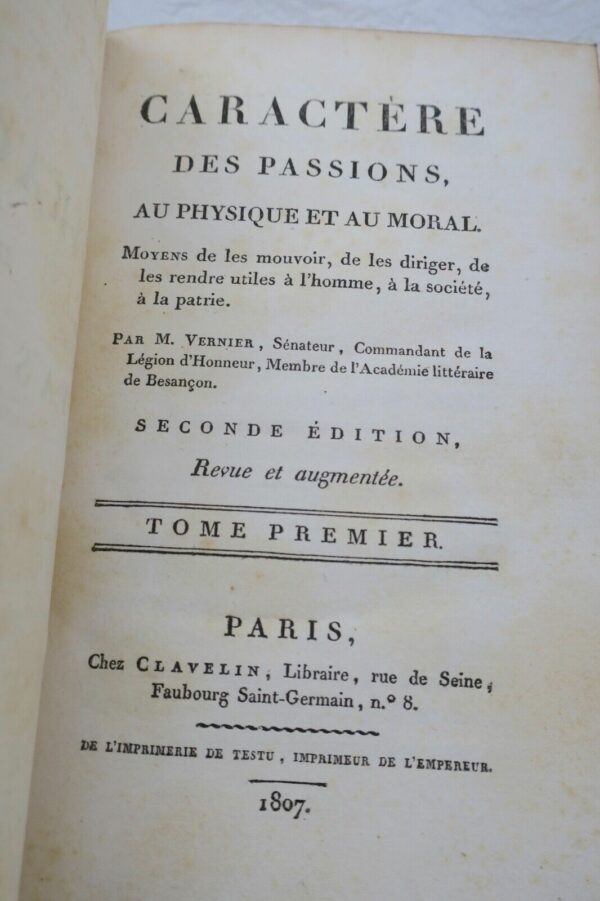 CARACTÈRE
DES PASSIONS,
AU PHYSIQUE ET AU MORAL.
MOYENS de les mouvoir, de les diriger, de
les rendre utiles à l'homme, à la société,
à la patrie.
PAR M. VERNIER, Sénateur, Commandant de la
Légion d'Honneur, Membre de l'Académie littéraire
de Besançon.
SECONDE ÉDITION,
Revue et augmentée.
TOME PREMIER.
PARIS,
Chez CLAVELIN, Libraire, rue de Seine,
Faubourg Saint-Germain, n.° 8.
DE L'IMPRIMERIE DE TESTU, IMPRIMEUR DE L'EMPEREUR.
1807.